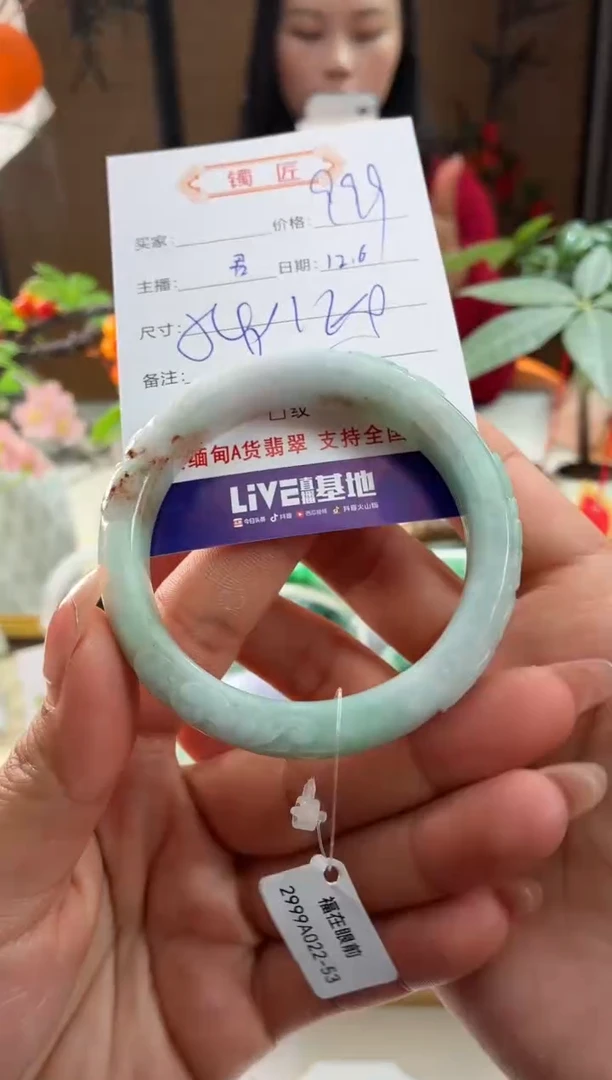 镯 匠
买家: 价格: 999
主播: 君 日期: 12.6
尺寸:
备注:
缅甸A货翡翠 支持全国
LiVE直播基地
今日头条 抖音 西瓜视频 抖音火山版
福在眼前
2999A022-53